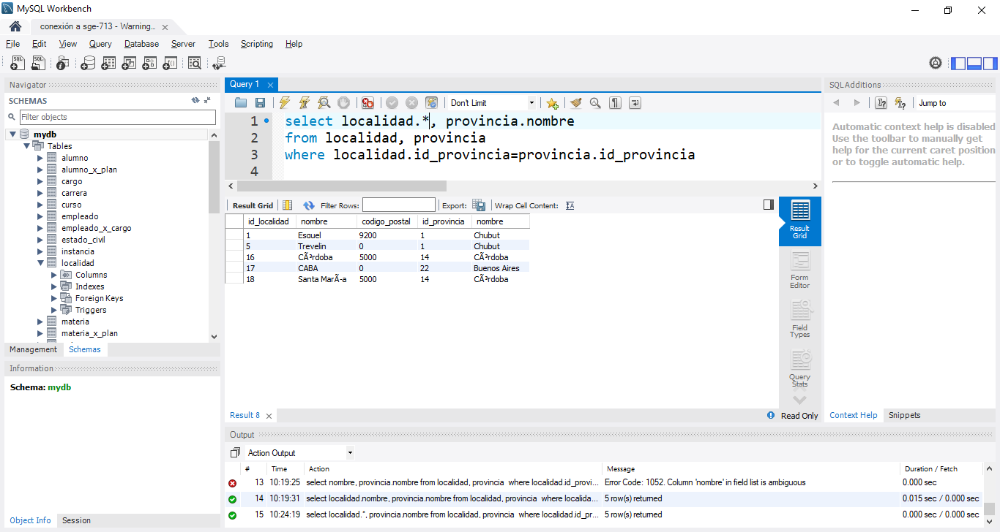 MySQL Workbench
conexión a sge-713 - Warning... ×
File Edit View Query Database Server Tools Scripting Help
Navigator
SCHEMAS
Filter objects
mydb
Tables
alumno
alumno_x_plan
cargo
carrera
curso
empleado
empleado_x_cargo
estado_civil
instancia
localidad
Columns
Indexes
Foreign Keys
Triggers
materia
materia_x_plan
Management Schemas
Information
Schema: mydb
Object Info Session
Query 1 ×
Don't Limit
1 select localidad.*, provincia.nombre
2 from localidad, provincia
3 where localidad.id_provincia=provincia.id_provincia
4
Result Grid Filter Rows: Export: Wrap Cell Content:
id_localidad nombre codigo_postal id_provincia nombre
1 Esquel 9200 1 Chubut
5 Trevelin 0 1 Chubut
16 CÃ³rdoba 5000 14 CÃ³rdoba
17 CABA 0 22 Buenos Aires
18 Santa MarÃ-a 5000 14 CÃ³rdoba
Result
Grid
Form
Editor
Field
Types
Query
Stats
Result 8 × Read Only
SQLAdditions
Jump to
Automatic context help is disabled
Use the toolbar to manually get
help for the current caret position
or to toggle automatic help.
Context Help Snippets
Output
Action Output
# Time Action Message Duration / Fetch
13 10:19:25 select nombre, provincia.nombre from localidad, provincia where localidad.id_provi... Error Code: 1052. Column 'nombre' in field list is ambiguous 0.000 sec
14 10:19:31 select localidad.nombre, provincia.nombre from localidad, provincia where localida... 5 row(s) returned 0.015 sec / 0.000 sec
15 10:24:19 select localidad.*, provincia.nombre from localidad, provincia where localidad.id_pr... 5 row(s) returned 0.000 sec / 0.000 sec